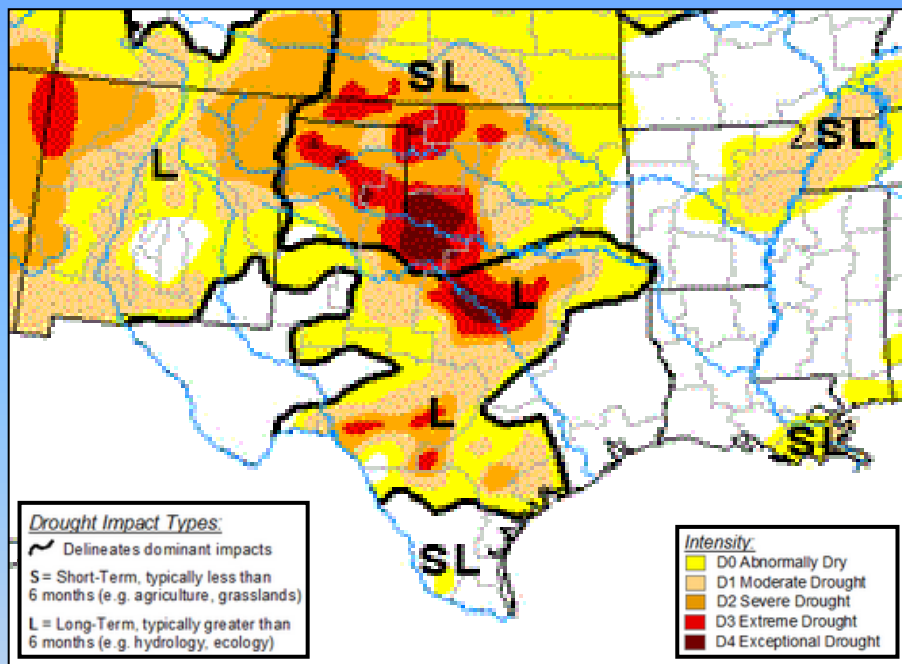 SL
SL
L
L
L
SL
SL
Drought Impact Types:
Delineates dominant impacts
S = Short-Term, typically less than
6 months (e.g. agriculture, grasslands)
L = Long-Term, typically greater than
6 months (e.g. hydrology, ecology)
Intensity:
D0 Abnormally Dry
D1 Moderate Drought
D2 Severe Drought
D3 Extreme Drought
D4 Exceptional Drought